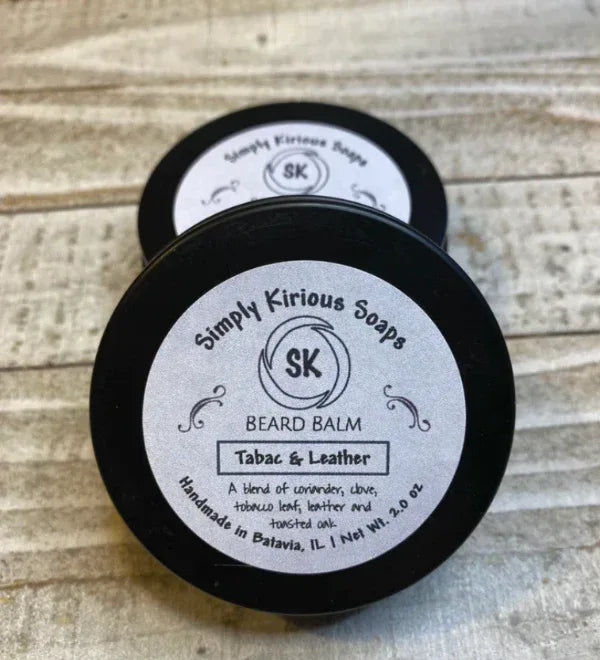 Simply Kirious Soaps
SK
Simply Kirious Soaps
SK
BEARD BALM
Tabac & Leather
A blend of coriander, clove,
tobacco leaf, leather and
toasted oak
Handmade in Batavia, IL | Net Wt. 2.0 oz